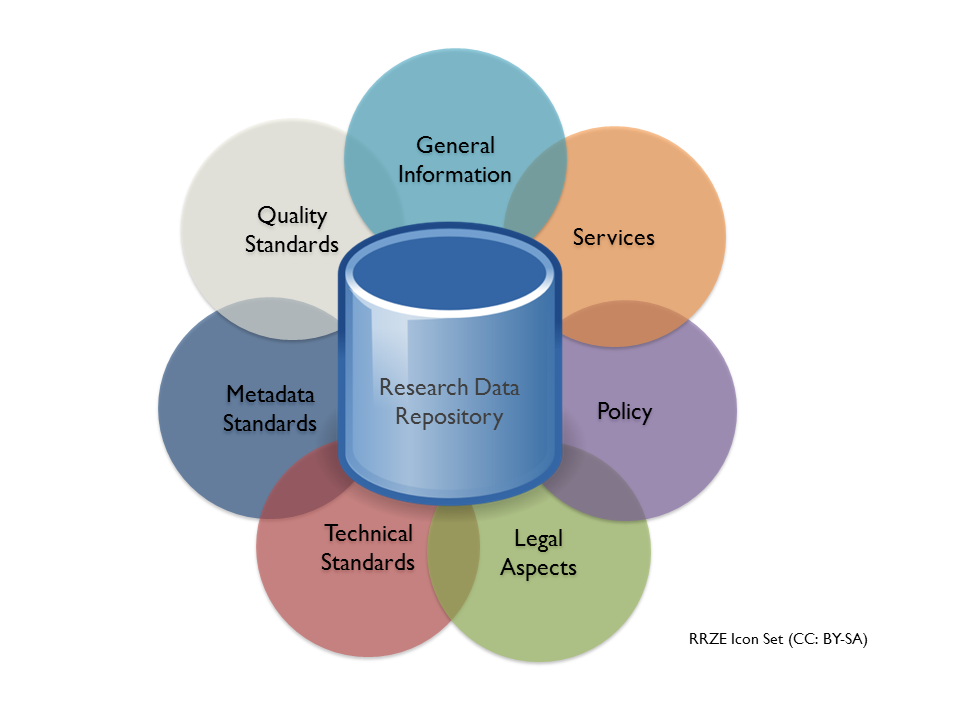 General
Information
Quality
Standards
Services
Research Data
Repository
Metadata
Standards
Policy
Technical
Standards
Legal
Aspects
RRZE Icon Set (CC: BY-SA)